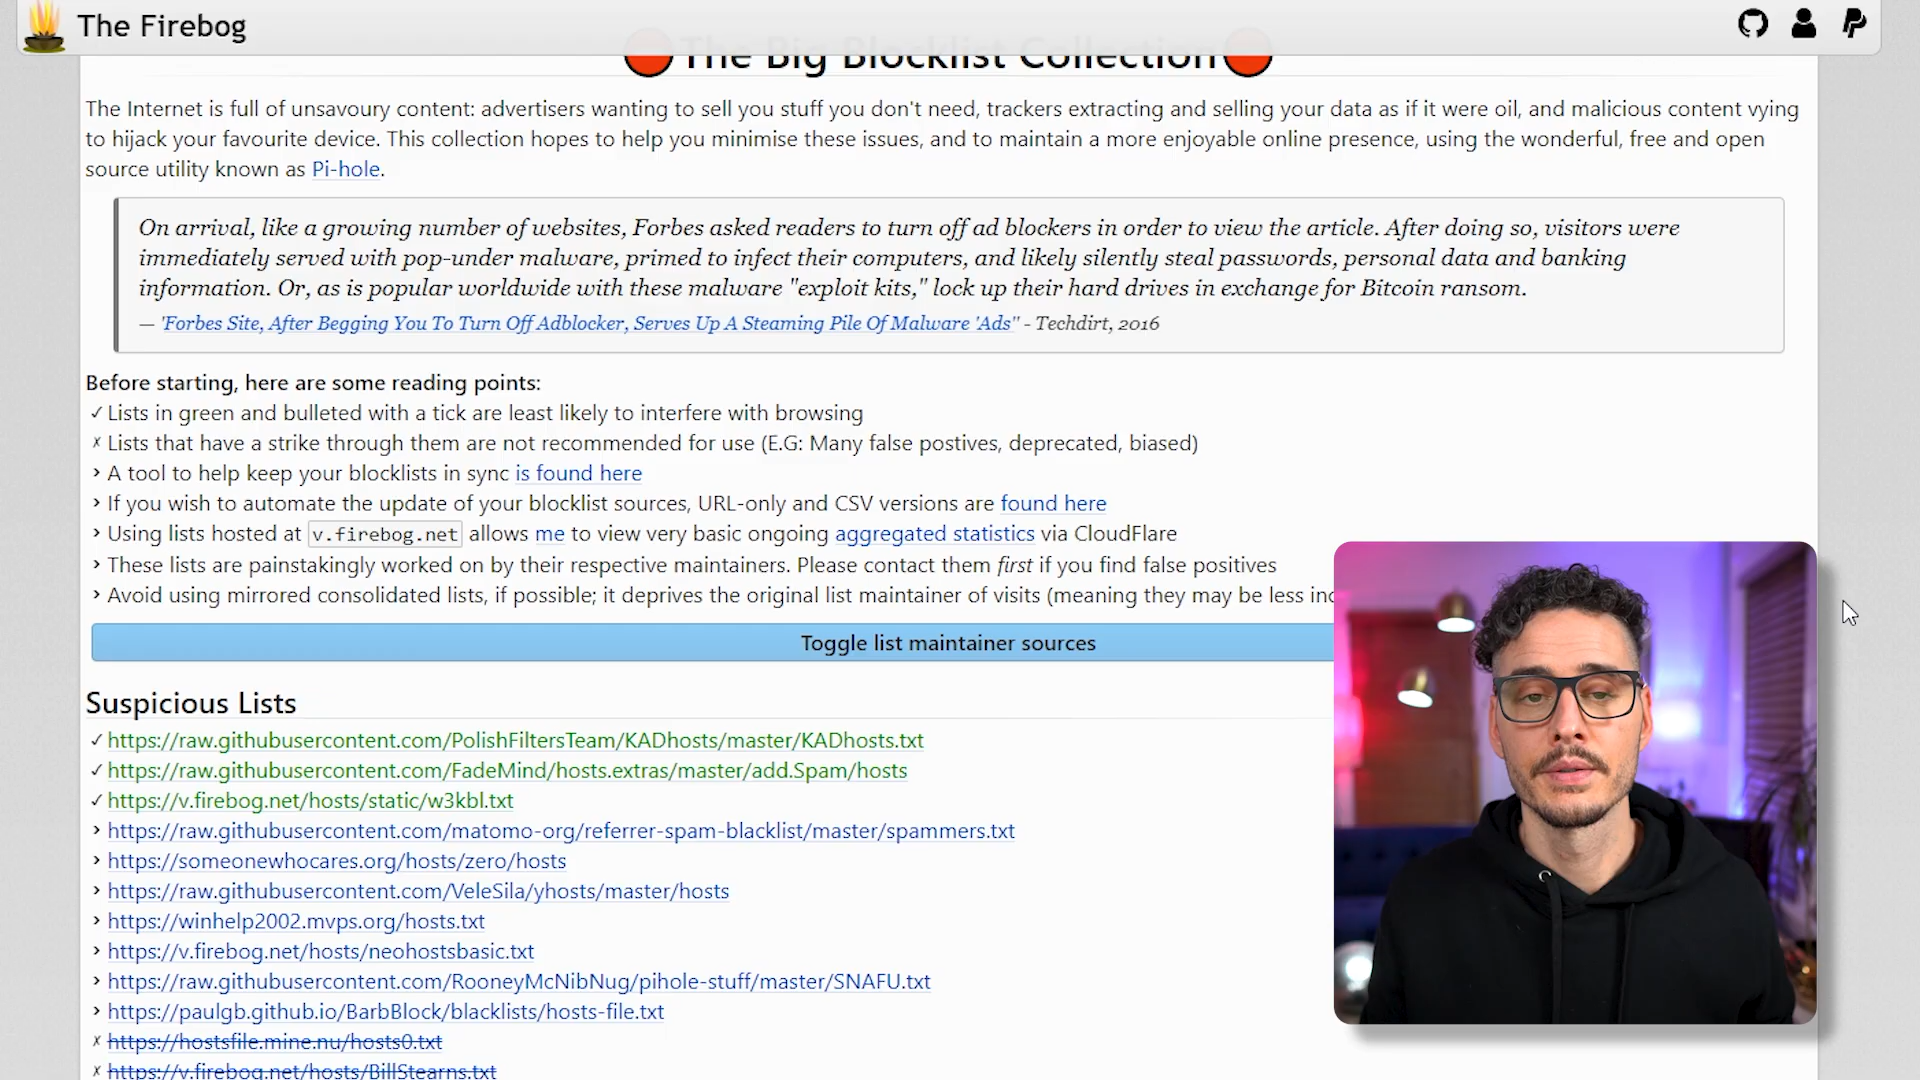 The Firebog
The Big Blocklist Collection
The Internet is full of unsavoury content: advertisers wanting to sell you stuff you don't need, trackers extracting and selling your data as if it were oil, and malicious content vying
to hijack your favourite device. This collection hopes to help you minimise these issues, and to maintain a more enjoyable online presence, using the wonderful, free and open
source utility known as Pi-hole.
On arrival, like a growing number of websites, Forbes asked readers to turn off ad blockers in order to view the article. After doing so, visitors were
immediately served with pop-under malware, primed to infect their computers, and likely silently steal passwords, personal data and banking
information. Or, as is popular worldwide with these malware "exploit kits," lock up their hard drives in exchange for Bitcoin ransom.
— 'Forbes Site, After Begging You To Turn Off Adblocker, Serves Up A Steaming Pile Of Malware 'Ads'' - Techdirt, 2016
Before starting, here are some reading points:
✓ Lists in green and bulleted with a tick are least likely to interfere with browsing
✗ Lists that have a strike through them are not recommended for use (E.G: Many false postives, deprecated, biased)
› A tool to help keep your blocklists in sync is found here
› If you wish to automate the update of your blocklist sources, URL-only and CSV versions are found here
› Using lists hosted at v.firebog.net allows me to view very basic ongoing aggregated statistics via CloudFlare
› These lists are painstakingly worked on by their respective maintainers. Please contact them first if you find false positives
› Avoid using mirrored consolidated lists, if possible; it deprives the original list maintainer of visits (meaning they may be less
Toggle list maintainer sources
Suspicious Lists
✓ https://raw.githubusercontent.com/PolishFiltersTeam/KADhosts/master/KADhosts.txt
✓ https://raw.githubusercontent.com/FadeMind/hosts.extras/master/add.Spam/hosts
✓ https://v.firebog.net/hosts/static/w3kbl.txt
› https://raw.githubusercontent.com/matomo-org/referrer-spam-blacklist/master/spammers.txt
› https://someonewhocares.org/hosts/zero/hosts
› https://raw.githubusercontent.com/VeleSila/yhosts/master/hosts
› https://winhelp2002.mvps.org/hosts.txt
› https://v.firebog.net/hosts/neohostsbasic.txt
› https://raw.githubusercontent.com/RooneyMcNibNug/pihole-stuff/master/SNAFU.txt
› https://paulgb.github.io/BarbBlock/blacklists/hosts-file.txt
✗ https://hostsfile.mine.nu/hosts0.txt
✗ https://v.firebog.net/hosts/BillStearns.txt